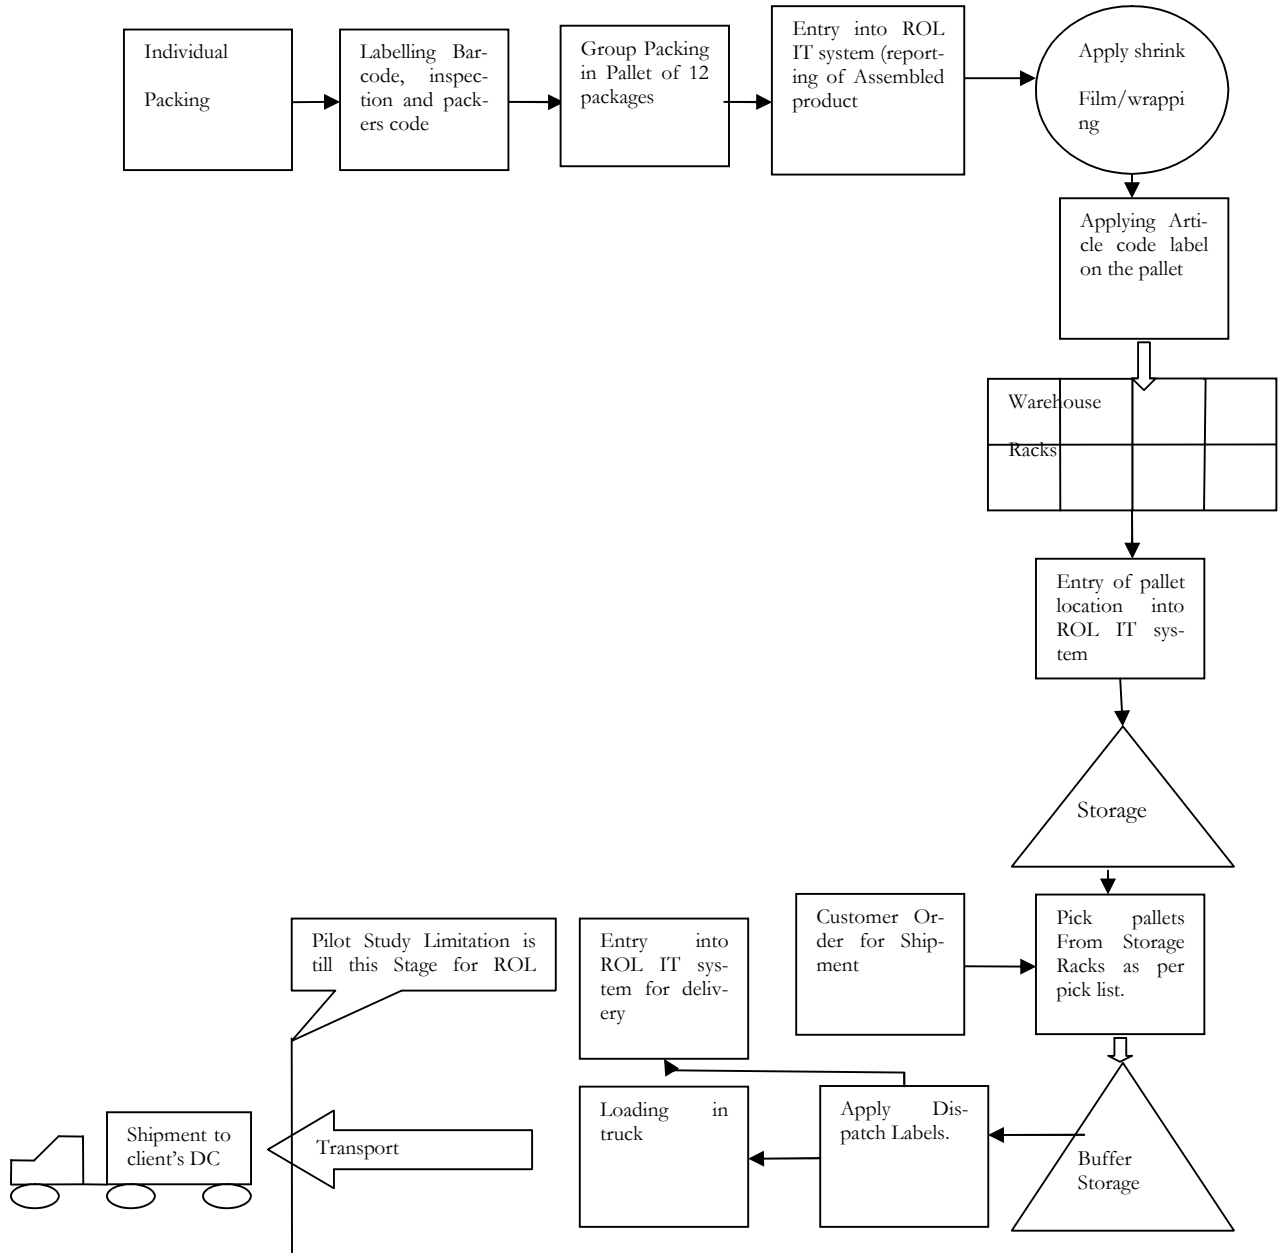 Individual
Packing
Labelling Bar-
code, inspec-
tion and pack-
ers code
Group Packing
in Pallet of 12
packages
Entry into ROL
IT system (report-
ing of Assembled
product
Apply shrink
Film/wrappi
ng
Applying Arti-
cle code label
on the pallet
Warehouse
Racks
Entry of pallet
location into
ROL IT sys-
tem
Storage
Pick pallets
From Storage
Racks as per
pick list.
Customer Or-
der for Ship-
ment
Entry into
ROL IT sys-
tem for deliv-
ery
Pilot Study Limitation is
till this Stage for ROL
Buffer
Storage
Apply Dis-
patch Labels.
Loading in
truck
Transport
Shipment to
client's DC